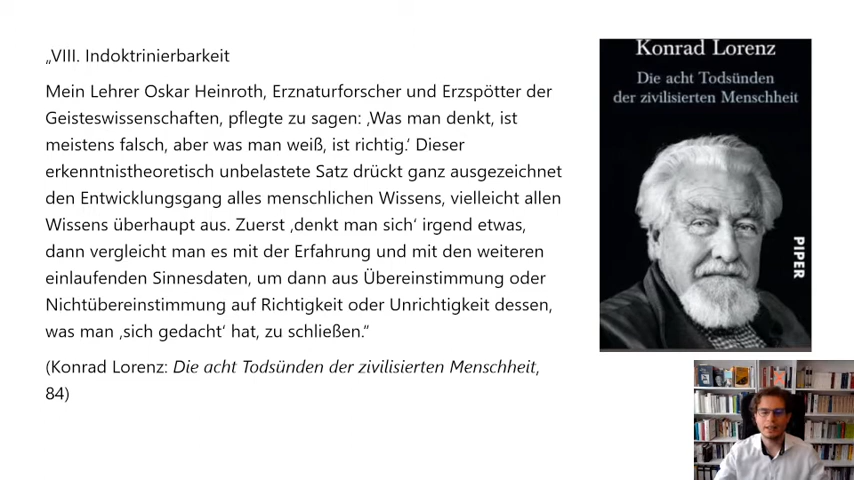 „VIII. Indoktrinierbarkeit
Mein Lehrer Oskar Heinroth, Erznaturforscher und Erzspötter der
Geisteswissenschaften, pflegte zu sagen: ‚Was man denkt, ist
meistens falsch, aber was man weiß, ist richtig.‘ Dieser
erkenntnistheoretisch unbelastete Satz drückt ganz ausgezeichnet
den Entwicklungsgang alles menschlichen Wissens, vielleicht allen
Wissens überhaupt aus. Zuerst ‚denkt man sich‘ irgend etwas,
dann vergleicht man es mit der Erfahrung und mit den weiteren
einlaufenden Sinnesdaten, um dann aus Übereinstimmung oder
Nichtübereinstimmung auf Richtigkeit oder Unrichtigkeit dessen,
was man ‚sich gedacht‘ hat, zu schließen.“
(Konrad Lorenz: Die acht Todsünden der zivilisierten Menschheit,
84)
Konrad Lorenz
Die acht Todsünden
der zivilisierten Menschheit
PIPER